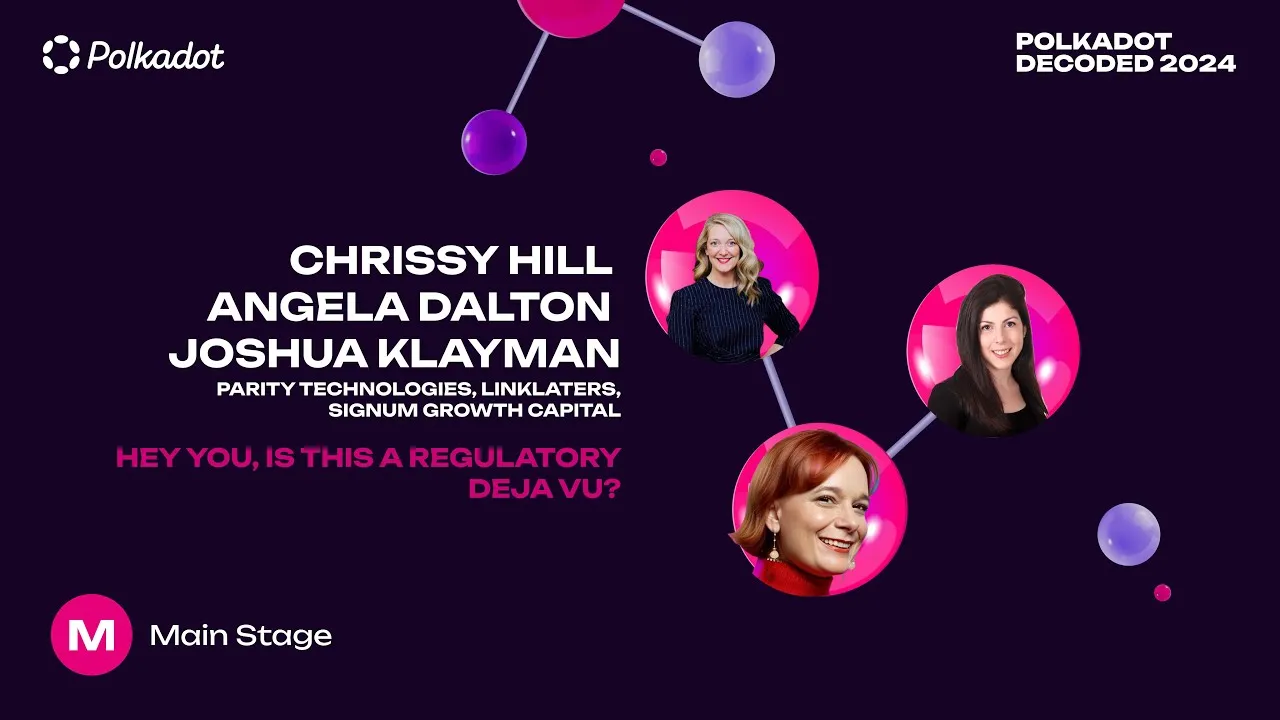 Polkadot
POLKADOT
DECODED 2024
CHRISSY HILL
ANGELA DALTON
JOSHUA KLAYMAN
PARITY TECHNOLOGIES, LINKLATERS,
SIGNUM GROWTH CAPITAL
HEY YOU, IS THIS A REGULATORY
DEJA VU?
M
Main Stage